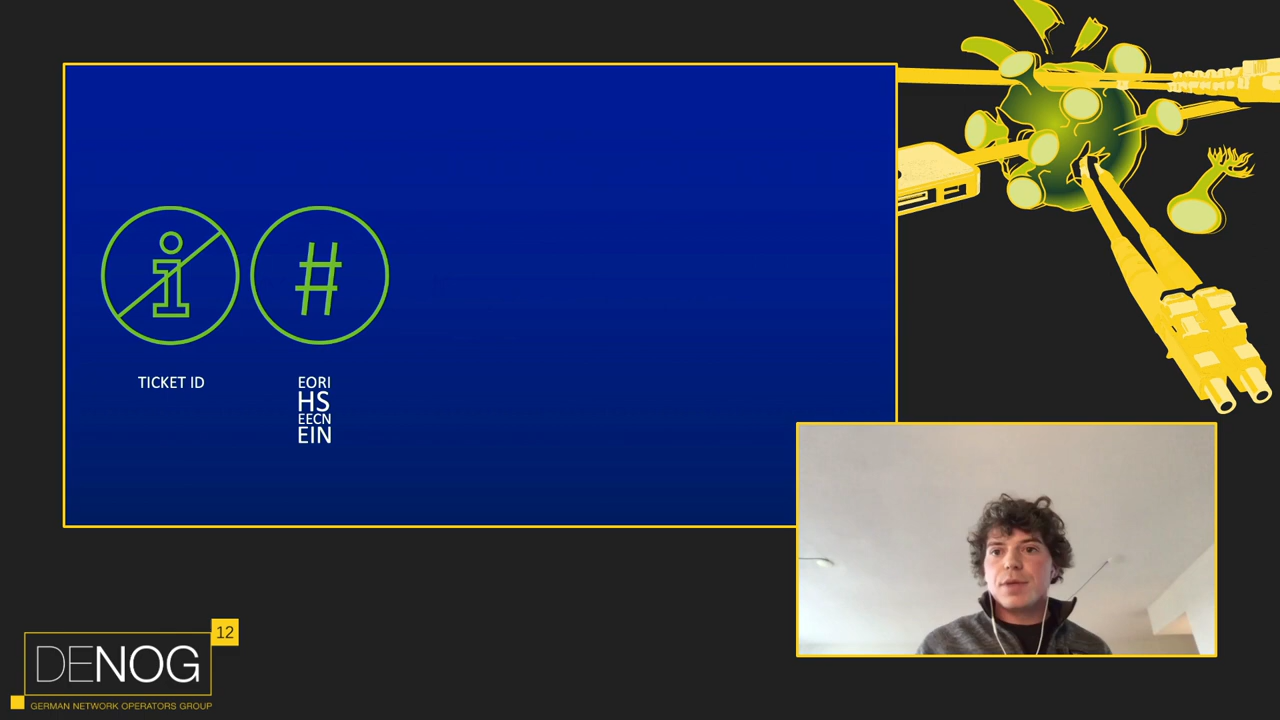 TICKET ID
#
EORI
HS
EECN
EIN
12
DENOG
GERMAN NETWORK OPERATORS GROUP